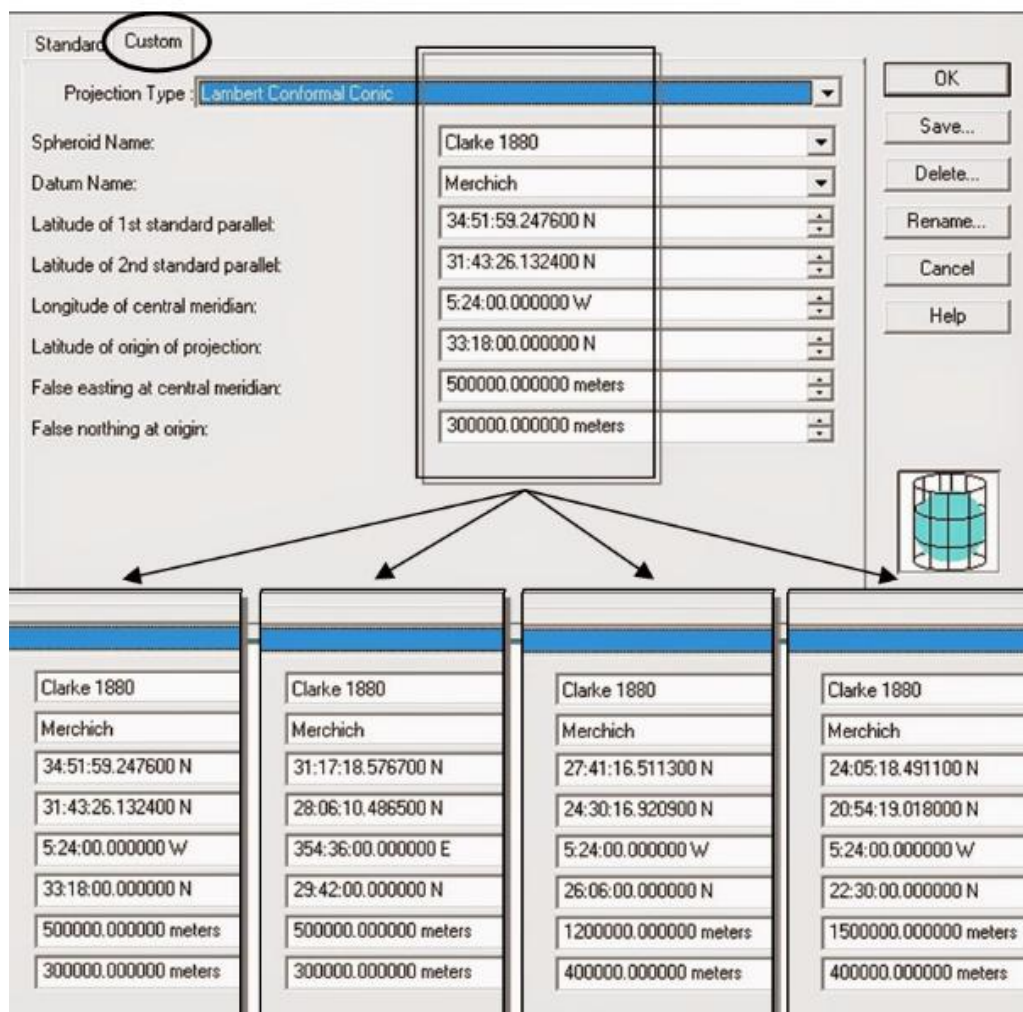 Standard Custom
Projection Type : Lambert Conformal Conic
Spheroid Name: Clarke 1880
Datum Name: Merchich
Latitude of 1st standard parallel: 34:51:59.247600 N
Latitude of 2nd standard parallel: 31:43:26.132400 N
Longitude of central meridian: 5:24:00.000000 W
Latitude of origin of projection: 33:18:00.000000 N
False easting at central meridian: 500000.000000 meters
False northing at origin: 300000.000000 meters
OK
Save...
Delete...
Rename...
Cancel
Help
Clarke 1880
Merchich
34:51:59.247600 N
31:43:26.132400 N
5:24:00.000000 W
33:18:00.000000 N
500000.000000 meters
300000.000000 meters
Clarke 1880
Merchich
31:17:18.576700 N
28:06:10.486500 N
354:36:00.000000 E
29:42:00.000000 N
500000.000000 meters
300000.000000 meters
Clarke 1880
Merchich
27:41:16.511300 N
24:30:16.920900 N
5:24:00.000000 W
26:06:00.000000 N
1200000.000000 meters
400000.000000 meters
Clarke 1880
Merchich
24:05:18.491100 N
20:54:19.018000 N
5:24:00.000000 W
22:30:00.000000 N
1500000.000000 meters
400000.000000 meters